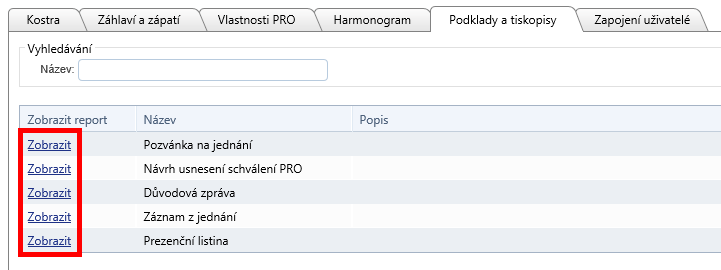 Kostra Záhlaví a zápatí Vlastnosti PRO Harmonogram Podklady a tiskopisy Zapojení uživatelé
Vyhledávání
Název:
Zobrazit report Název Popis
Zobrazit Pozvánka na jednání
Zobrazit Návrh usnesení schválení PRO
Zobrazit Důvodová zpráva
Zobrazit Záznam z jednání
Zobrazit Prezenční listina